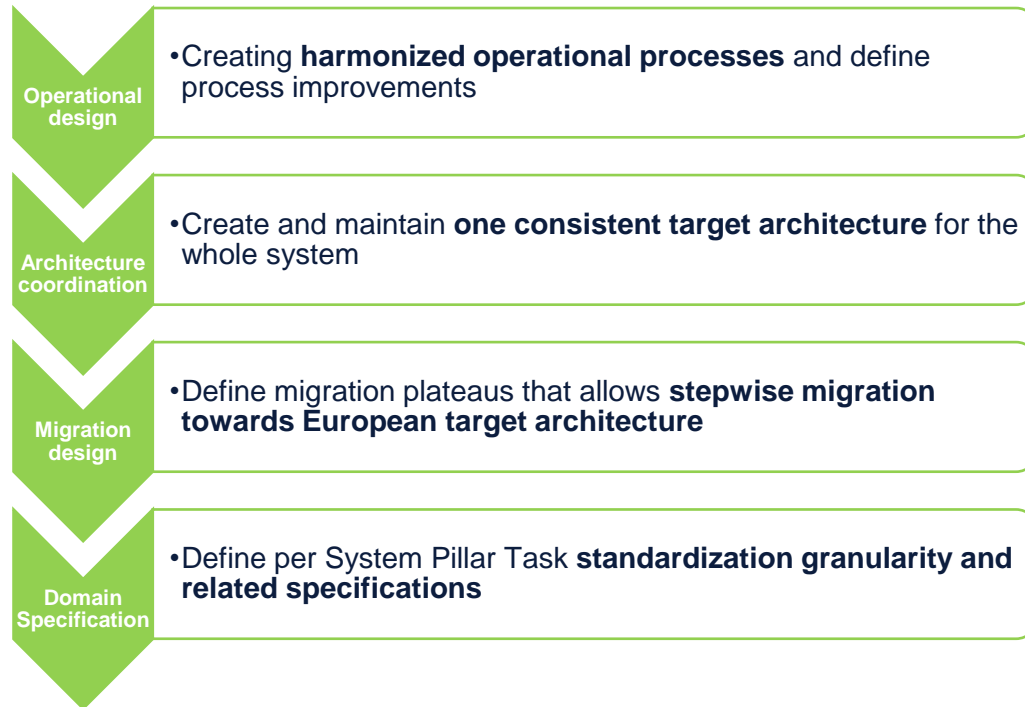 Operational
design
•Creating harmonized operational processes and define
process improvements
Architecture
coordination
•Create and maintain one consistent target architecture for the
whole system
Migration
design
•Define migration plateaus that allows stepwise migration
towards European target architecture
Domain
Specification
•Define per System Pillar Task standardization granularity and
related specifications